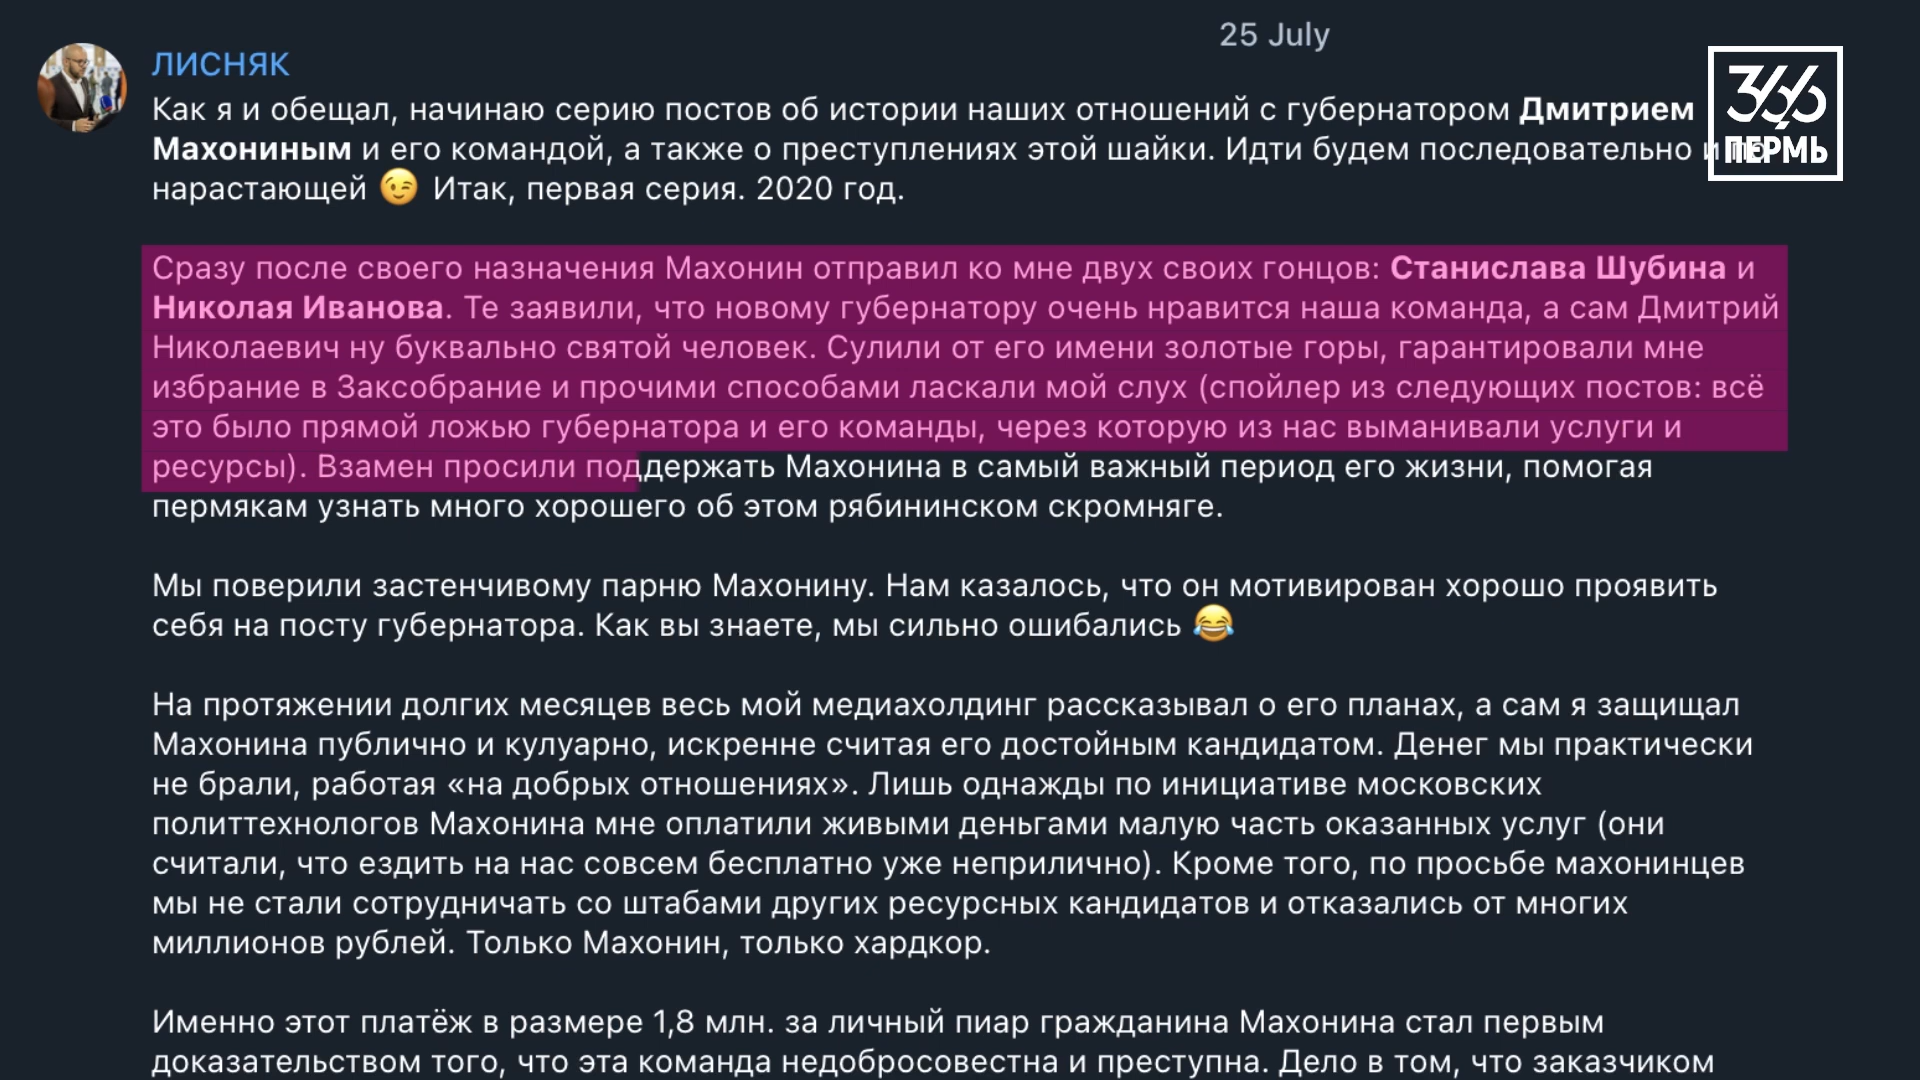 25 July
ЛИСНЯК
366
ПЕРМЬ
Как я и обещал, начинаю серию постов об истории наших отношений с губернатором Дмитрием
Махониным и его командой, а также о преступлениях этой шайки. Идти будем последовательно и по
нарастающей 😉 Итак, первая серия. 2020 год.
Сразу после своего назначения Махонин отправил ко мне двух своих гонцов: Станислава Шубина и
Николая Иванова. Те заявили, что новому губернатору очень нравится наша команда, а сам Дмитрий
Николаевич ну буквально святой человек. Сулили от его имени золотые горы, гарантировали мне
избрание в Заксобрание и прочими способами ласкали мой слух (спойлер из следующих постов: всё
это было прямой ложью губернатора и его команды, через которую из нас выманивали услуги и
ресурсы). Взамен просили поддержать Махонина в самый важный период его жизни, помогая
пермякам узнать много хорошего об этом рябининском скромняге.
Мы поверили застенчивому парню Махонину. Нам казалось, что он мотивирован хорошо проявить
себя на посту губернатора. Как вы знаете, мы сильно ошибались 😂
На протяжении долгих месяцев весь мой медиахолдинг рассказывал о его планах, а сам я защищал
Махонина публично и кулуарно, искренне считая его достойным кандидатом. Денег мы практически
не брали, работая «на добрых отношениях». Лишь однажды по инициативе московских
политтехнологов Махонина мне оплатили живыми деньгами малую часть оказанных услуг (они
считали, что ездить на нас совсем бесплатно уже неприлично). Кроме того, по просьбе махонинцев
мы не стали сотрудничать со штабами других ресурсных кандидатов и отказались от многих
миллионов рублей. Только Махонин, только хардкор.
Именно этот платёж в размере 1,8 млн. за личный пиар гражданина Махонина стал первым
доказательством того, что эта команда недобросовестна и преступна. Дело в том, что заказчиком